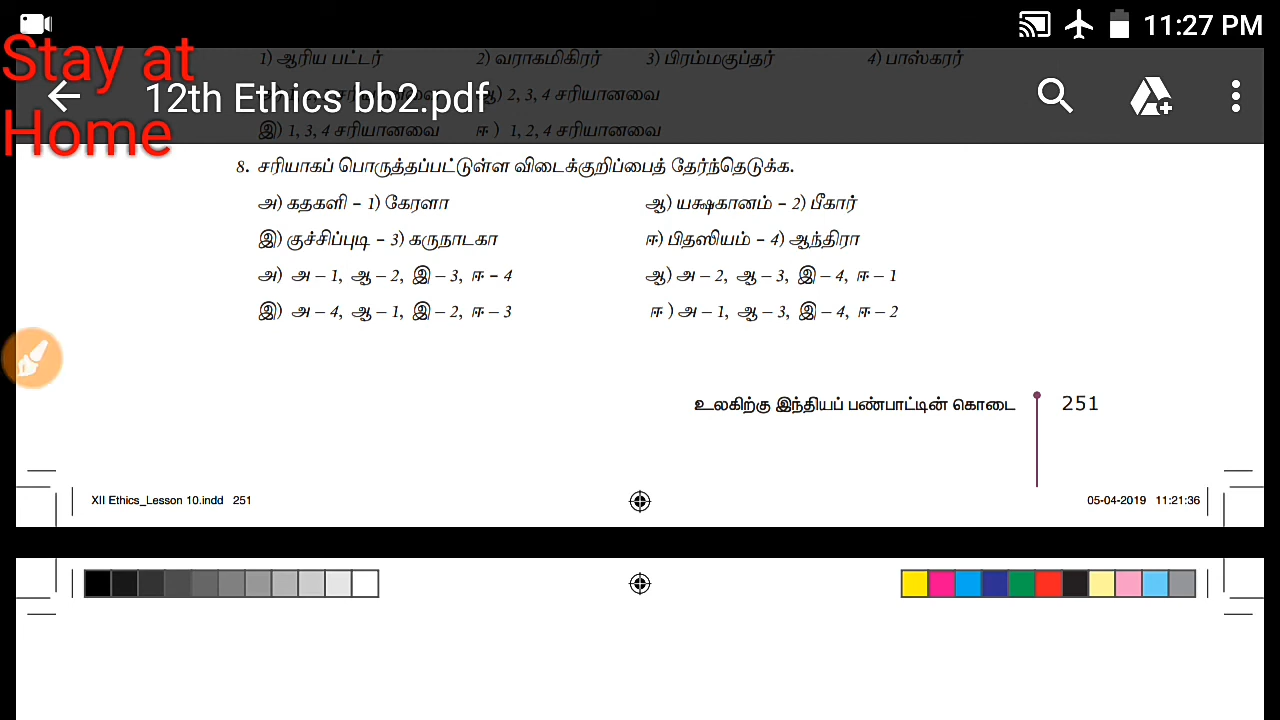 11:27 PM
Stay at
Home
12th Ethics bb2.pdf
1) ஆரிய பட்டர் 2) வராகமிகிரர் 3) பிரம்மகுப்தர் 4) பாஸ்கரர்
ஆ) 2, 3, 4 சரியானவை
இ) 1, 3, 4 சரியானவை ஈ ) 1, 2, 4 சரியானவை
8. சரியாகப் பொருத்தப்பட்டுள்ள விடைக்குறிப்பைத் தேர்ந்தெடுக்க.
அ) கதகளி – 1) கேரளா ஆ) யக்ஷகானம் – 2) பீகார்
இ) குச்சிப்புடி – 3) கருநாடகா ஈ) பிதஸியம் – 4) ஆந்திரா
அ) அ – 1, ஆ – 2, இ – 3, ஈ – 4 ஆ) அ – 2, ஆ – 3, இ – 4, ஈ – 1
இ) அ – 4, ஆ – 1, இ – 2, ஈ – 3 ஈ ) அ – 1, ஆ – 3, இ – 4, ஈ – 2
உலகிற்கு இந்தியப் பண்பாட்டின் கொடை 251
XII Ethics_Lesson 10.indd 251 05-04-2019 11:21:36